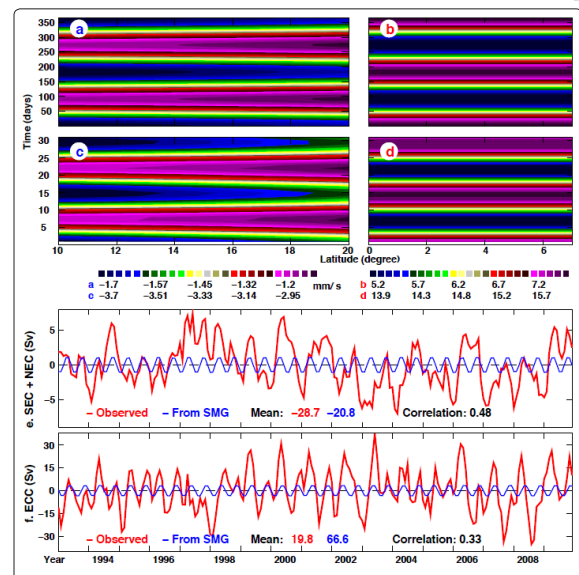 a
b
350
300
250
200
150
100
50
Time (days)
c
d
30
25
20
15
10
5
10 12 14 16 18 20 0 2 4 6
Latitude (degree)
a −1.7 −1.57 −1.45 −1.32 −1.2 mm/ s b 5.2 5.7 6.2 6.7 7.2
c −3.7 −3.51 −3.33 −3.14 −2.95 d 13.9 14.3 14.8 15.2 15.7
e. SEC + NEC (Sv)
5
0
−5
− Observed − From SMG Mean: −28.7 −20.8 Correlation: 0.48
f. ECC (Sv)
30
15
0
−15
−30
− Observed − From SMG Mean: 19.8 66.6 Correlation: 0.33
Year 1994 1996 1998 2000 2002 2004 2006 2008